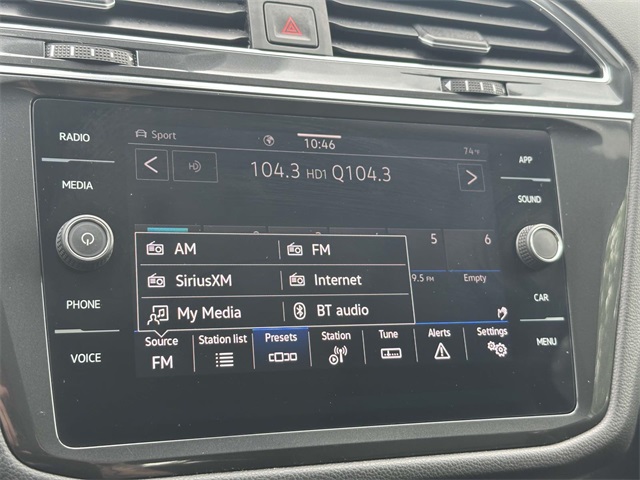 RADIO
MEDIA
PHONE
VOICE
Sport
10:46
74°F
104.3 HD1 Q104.3
APP
SOUND
CAR
MENU
5 6
9.5 FM Empty
AM FM
SiriusXM Internet
My Media BT audio
Source Station list Presets Station Tune Alerts Settings
FM